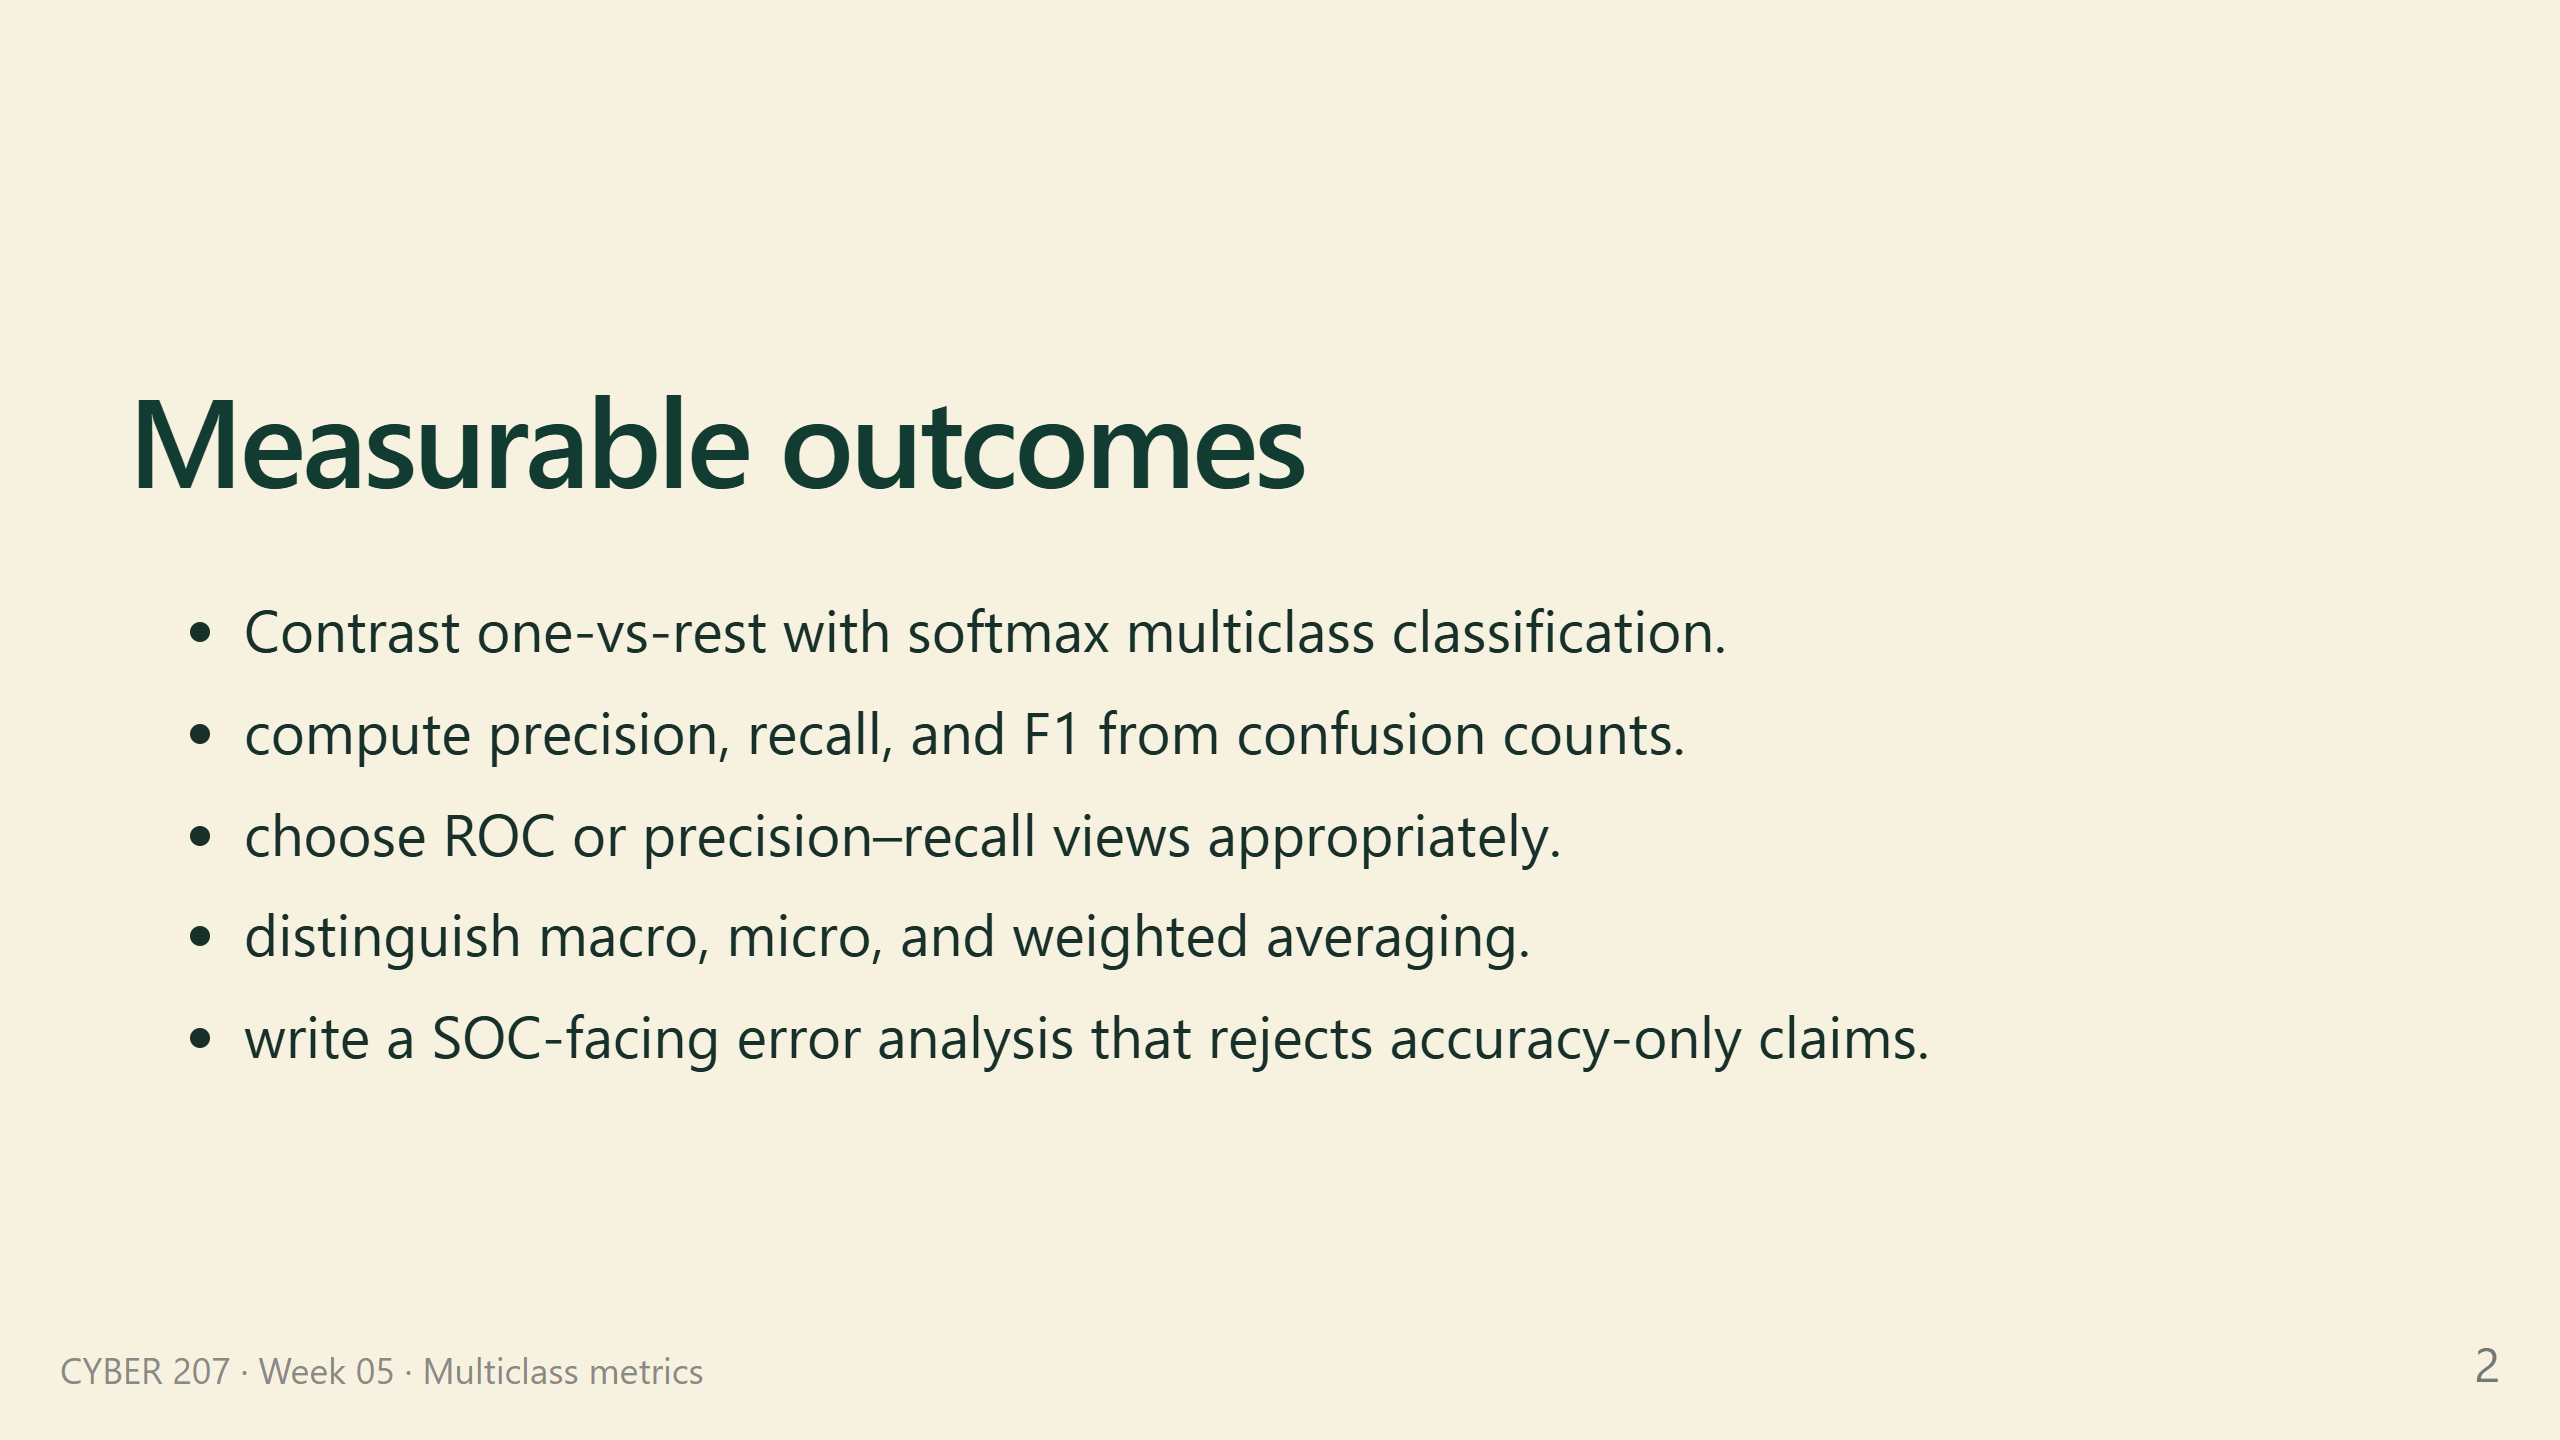 Measurable outcomes
• Contrast one-vs-rest with softmax multiclass classification.
• compute precision, recall, and F1 from confusion counts.
• choose ROC or precision–recall views appropriately.
• distinguish macro, micro, and weighted averaging.
• write a SOC-facing error analysis that rejects accuracy-only claims.
CYBER 207 · Week 05 · Multiclass metrics
2